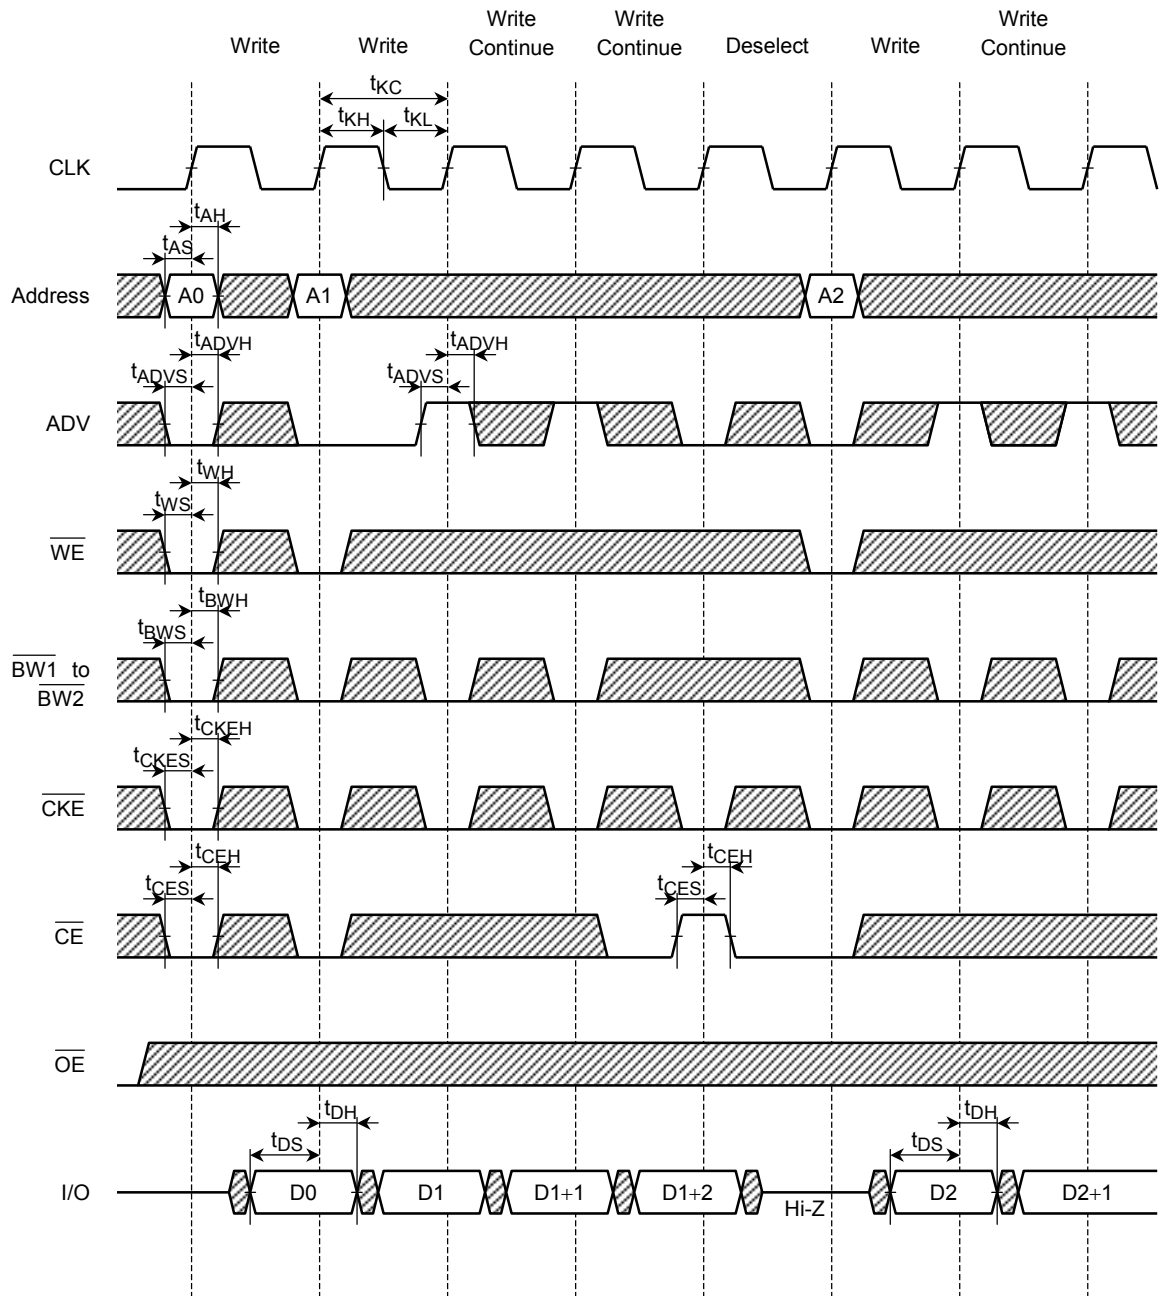 Write Write Write Continue Write Continue Deselect Write Write Continue
tKC
tKH tKL
CLK
tAH
tAS
Address A0 A1 A2
tADVH tADVH
tADVS tADVS
ADV
tWH
tWS
WE
tBWH
tBWS
BW1 to
BW2
tCKEH
tCKES
CKE
tCEH tCEH
tCES tCES
CE
OE
tDH tDH
tDS tDS
I/O D0 D1 D1+1 D1+2 Hi-Z D2 D2+1